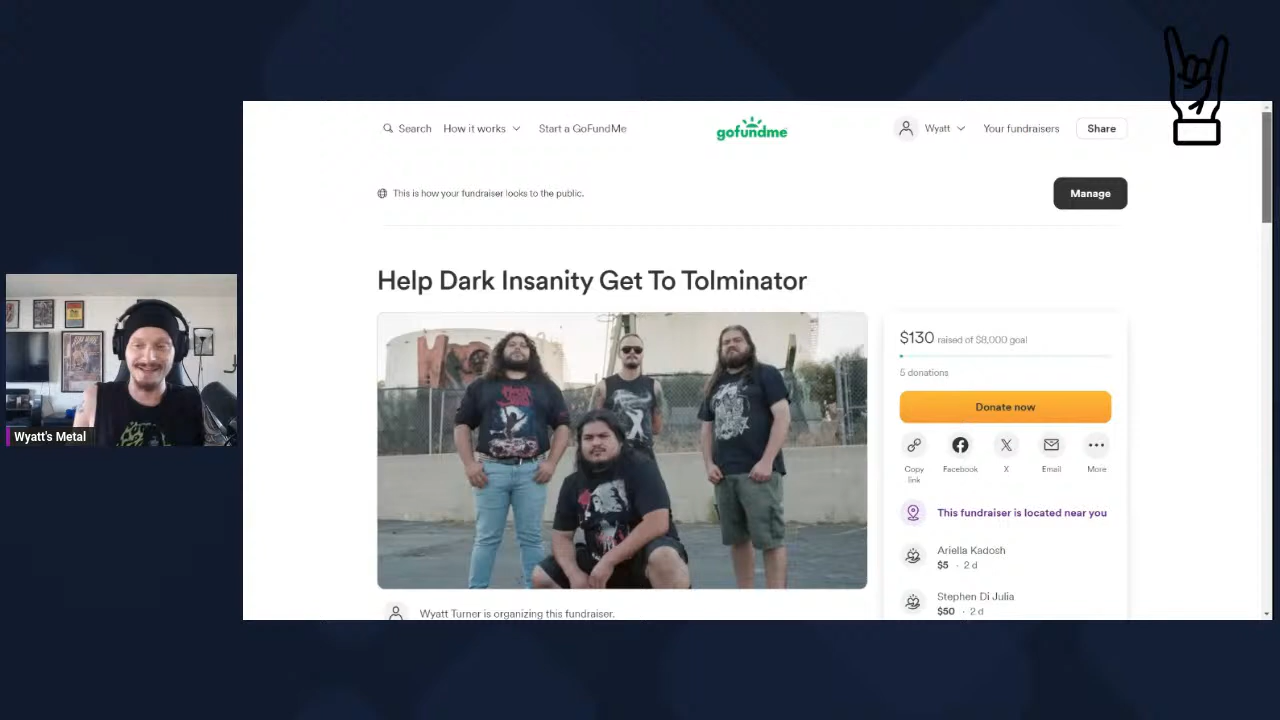 Search How it works Start a GoFundMe gofundme Wyatt Your fundraisers Share
This is how your fundraiser looks to the public. Manage
Help Dark Insanity Get To Tolminator
$130 raised of $8,000 goal
5 donations
Donate now
Copy link Facebook X Email More
This fundraiser is located near you
Ariella Kadosh
$5 · 2 d
Stephen Di Julia
$50 · 2 d
Wyatt Turner is organizing this fundraiser.
Wyatt's Metal